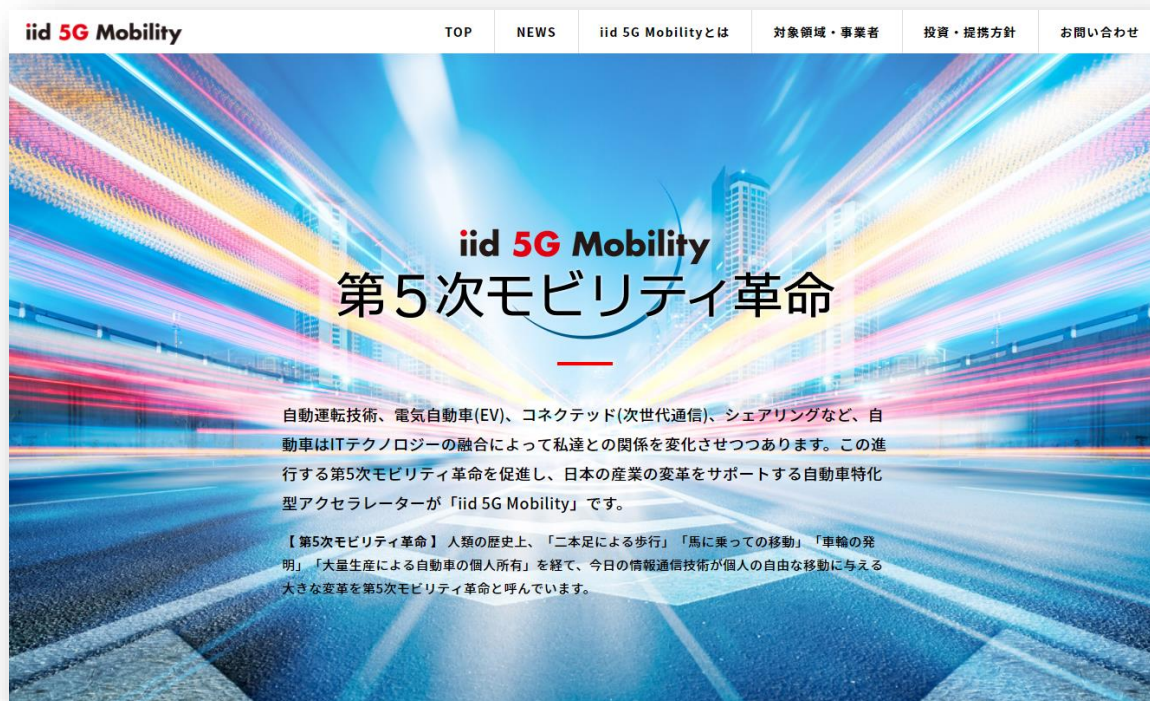 iid 5G Mobility
TOP
NEWS
iid 5G Mobilityとは
対象領域・事業者
投資・提携方針
お問い合わせ
iid 5G Mobility
第5次モビリティ革命
自動運転技術、電気自動車(EV)、コネクテッド(次世代通信)、シェアリングなど、自
動車はITテクノロジーの融合によって私達との関係を変化させつつあります。この進
行する第5次モビリティ革命を促進し、日本の産業の変革をサポートする自動車特化
型アクセラレーターが「iid 5G Mobility」です。
【 第5次モビリティ革命 】 人類の歴史上、「二本足による歩行」「馬に乗っての移動」「車輪の発
明」「大量生産による自動車の個人所有」を経て、今日の情報通信技術が個人の自由な移動に与える
大きな変革を第5次モビリティ革命と呼んでいます。